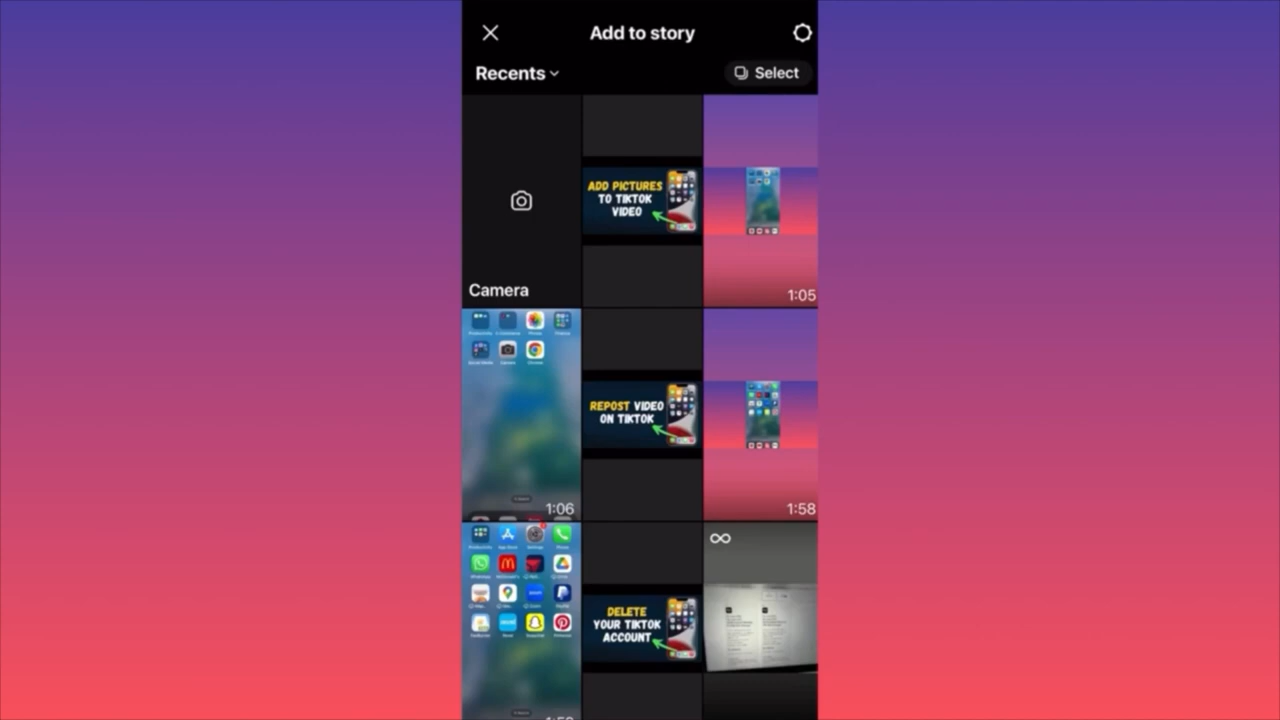 Add to story
Recents
Select
ADD PICTURES
TO TIKTOK
VIDEO
1:05
Camera
1:06
REPOST VIDEO
ON TIKTOK
1:58
DELETE
YOUR TIKTOK
ACCOUNT